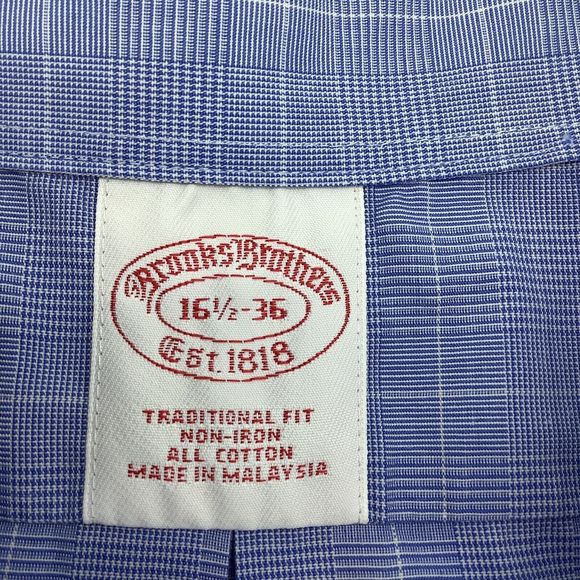 Brooks Brothers
16½-36
Est. 1818
TRADITIONAL FIT
NON-IRON
ALL COTTON
MADE IN MALAYSIA